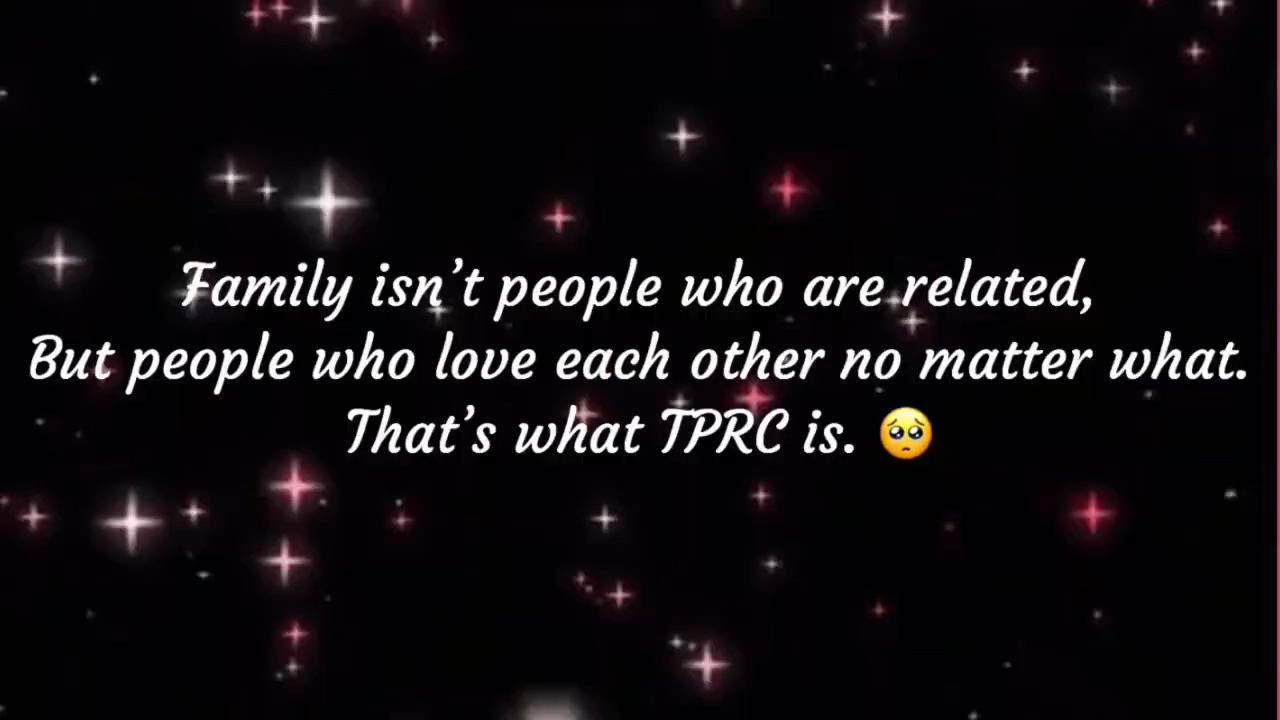 Family isn’t people who are related,
But people who love each other no matter what.
That’s what TPRC is. 🥺